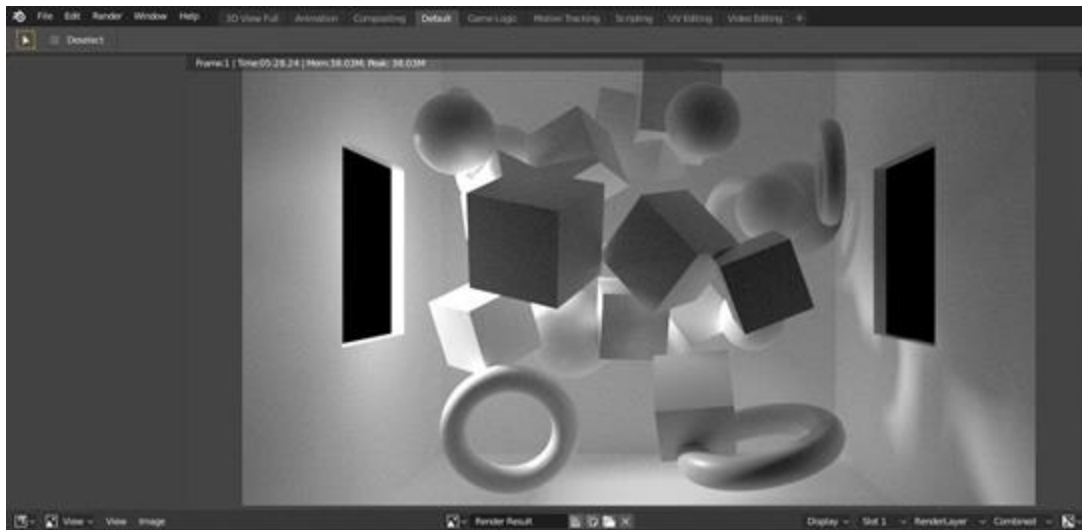 File Edit Render Window Help 3D View Full Animation Compositing Default Game Logic Motion Tracking Scripting UV Editing Video Editing +
Deselect
Frame:1 | Time:05:28.24 | Mem:38.03M, Peak: 38.03M
View View Image Render Result Display Slot 1 RenderLayer Combined